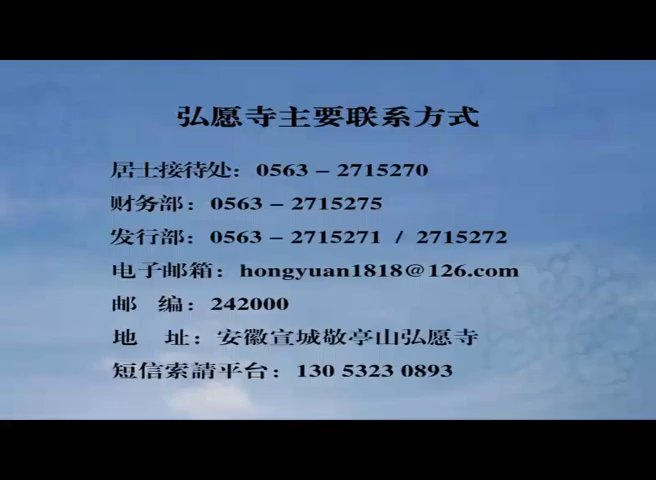 弘愿寺主要联系方式
居士接待处：0563－2715270
财务部：0563－2715275
发行部：0563－2715271 / 2715272
电子邮箱：hongyuan1818@126.com
邮 编：242000
地 址：安徽宣城敬亭山弘愿寺
短信索請平台：130 5323 0893